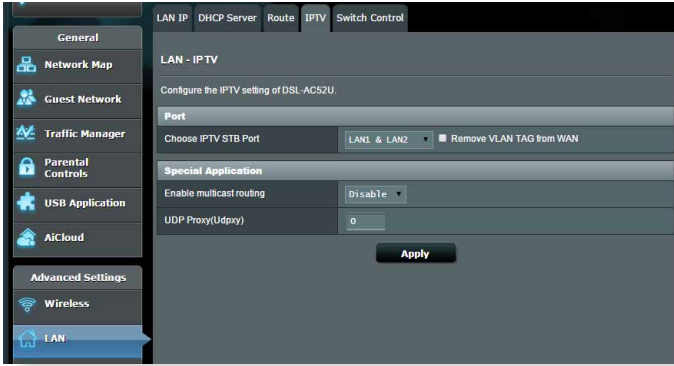 LAN IP DHCP Server Route IPTV Switch Control
General
Network Map
Guest Network
Traffic Manager
Parental
Controls
USB Application
AiCloud
Advanced Settings
Wireless
LAN
LAN - IPTV
Configure the IPTV setting of DSL-AC52U.
Port
Choose IPTV STB Port LAN1 & LAN2 Remove VLAN TAG from WAN
Special Application
Enable multicast routing Disable
UDP Proxy(Udpxy) 0
Apply